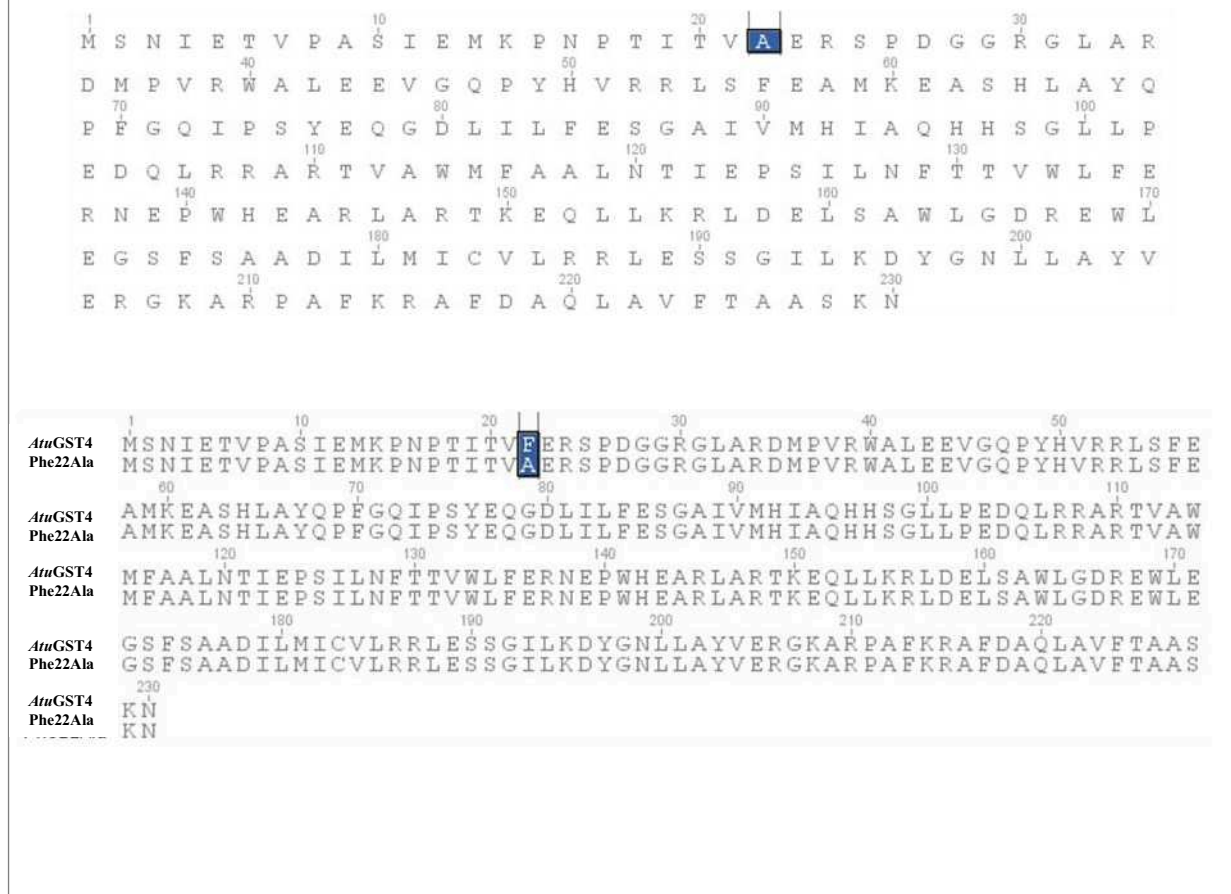 1 10 20 30
M S N I E T V P A S I E M K P N P T I T V A E R S P D G G R G L A R
40 50 60
D M P V R W A L E E V G Q P Y H V R R L S F E A M K E A S H L A Y Q
70 80 90 100
P F G Q I P S Y E Q G D L I L F E S G A I V M H I A Q H H S G L L P
110 120 130
E D Q L R R A R T V A W M F A A L N T I E P S I L N F T T V W L F E
140 150 160 170
R N E P W H E A R L A R T K E Q L L K R L D E L S A W L G D R E W L
180 190 200
E G S F S A A D I L M I C V L R R L E S S G I L K D Y G N L L A Y V
210 220 230
E R G K A R P A F K R A F D A Q L A V F T A A S K N
1 10 20 30 40 50
AtuGST4 MSNIETVPASIEMKPNPTITVFERSPDGGRGLARDMPVRWALEEVGQPYHVRRLSFE
Phe22Ala MSNIETVPASIEMKPNPTITVAERSPDGGRGLARDMPVRWALEEVGQPYHVRRLSFE
60 70 80 90 100 110
AtuGST4 AMKEASHLAYQPFGQIPSYEQGDLILFESGAIVMHIAQHHSGLLPEDQLRRARTVAW
Phe22Ala AMKEASHLAYQPFGQIPSYEQGDLILFESGAIVMHIAQHHSGLLPEDQLRRARTVAW
120 130 140 150 160 170
AtuGST4 MFAALNTIEPSILNFTTVWLFERNEPWHEARLARTKEQLLKRLDELSAWLGDREWLE
Phe22Ala MFAALNTIEPSILNFTTVWLFERNEPWHEARLARTKEQLLKRLDELSAWLGDREWLE
180 190 200 210 220
AtuGST4 GSFSAADILMICVLRRLESSGILKDYGNLLAYVERGKARPAFKRAFDAQLAVFTAAS
Phe22Ala GSFSAADILMICVLRRLESSGILKDYGNLLAYVERGKARPAFKRAFDAQLAVFTAAS
230
AtuGST4 KN
Phe22Ala KN